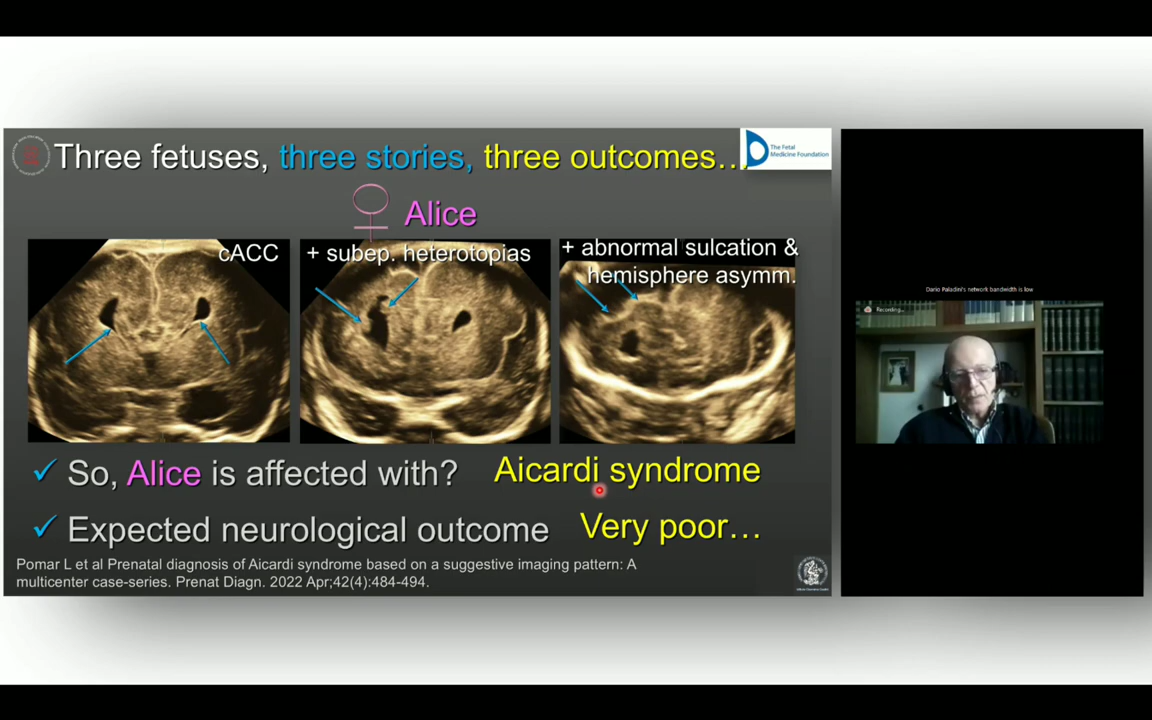 Three fetuses, three stories, three outcomes…
The Fetal
Medicine Foundation
Alice
cACC
+ subep. heterotopias
+ abnormal sulcation &
hemisphere asymm.
So, Alice is affected with? Aicardi syndrome
Expected neurological outcome Very poor…
Pomar L et al Prenatal diagnosis of Aicardi syndrome based on a suggestive imaging pattern: A
multicenter case-series. Prenat Diagn. 2022 Apr;42(4):484-494.
Dario Paladini's network bandwidth is low
Recording...